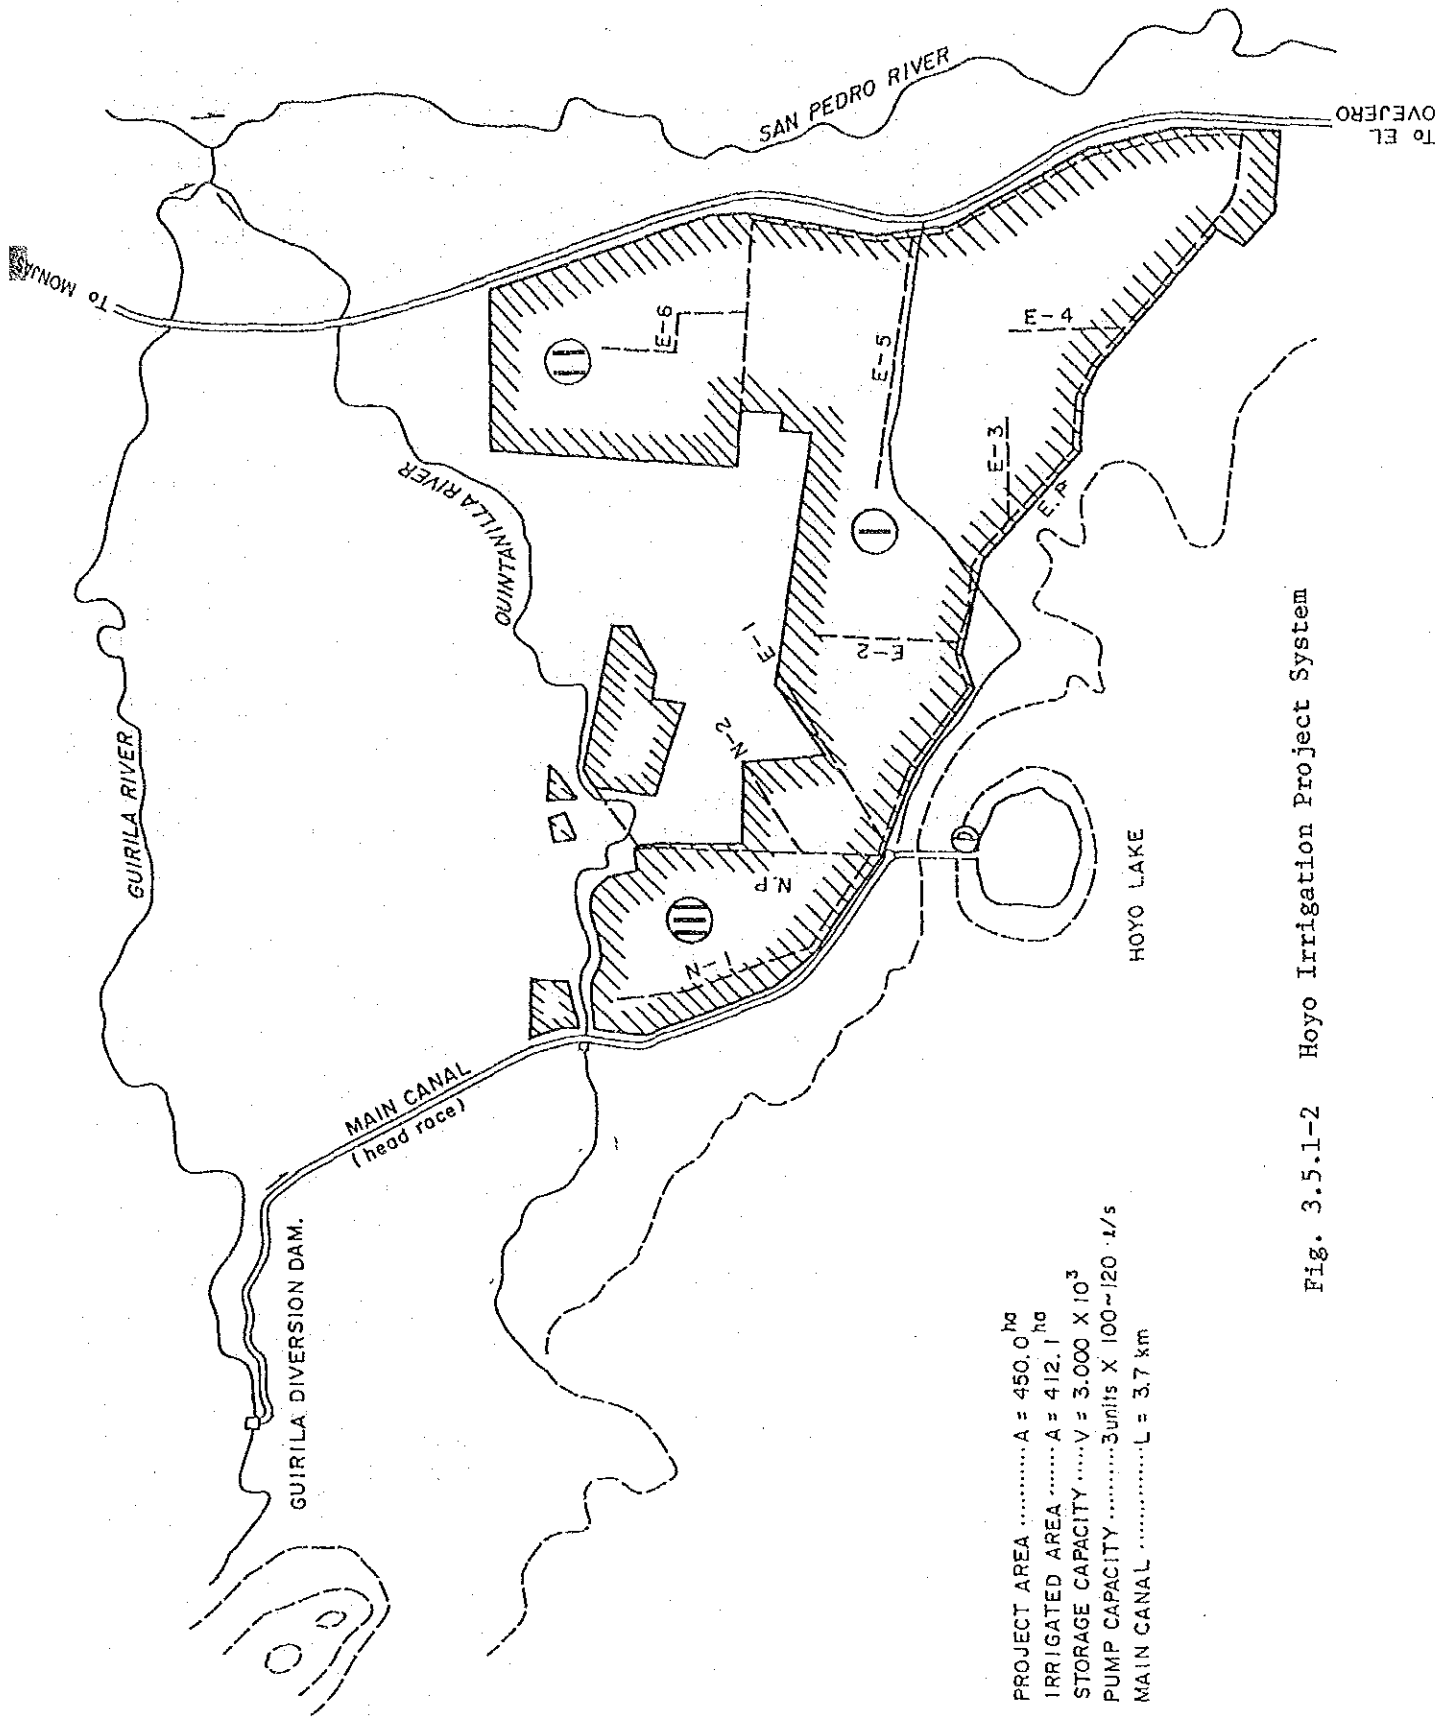 To MONJAS
To EL
OVEJERO
SAN PEDRO RIVER
GUIRILA RIVER
QUINTANILLA RIVER
GUIRILA DIVERSION DAM.
MAIN CANAL
(head race)
E-6
E-5
E-4
E-3
E.P
E-2
E-1
N-2
N.P
N-1
II
I
III
P
HOYO LAKE
PROJECT AREA ........... A = 450.0 ha
IRRIGATED AREA ....... A = 412.1 ha
STORAGE CAPACITY ..... V = 3.000 X 10³
PUMP CAPACITY ......... 3units X 100~120 l/s
MAIN CANAL ............ L = 3.7 km
Fig. 3.5.1-2 Hoyo Irrigation Project System